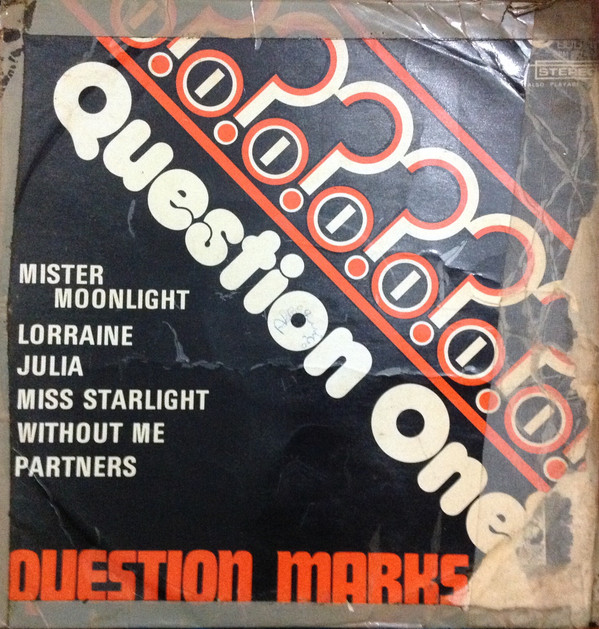 STEREO
Question One
MISTER
MOONLIGHT
LORRAINE
JULIA
MISS STARLIGHT
WITHOUT ME
PARTNERS
QUESTION MARKS